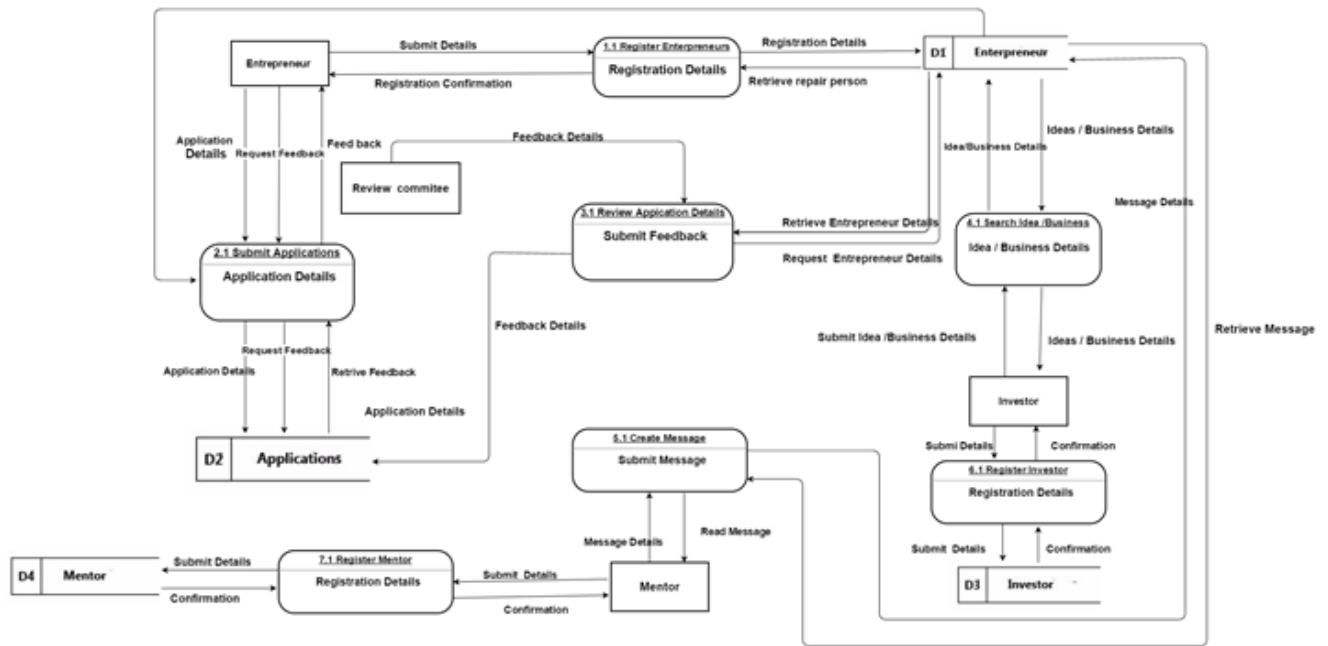 Submit Details
1.1 Register Enterpreneurs
Registration Details
Registration Details
D1
Enterpreneur
Entrepreneur
Registration Confirmation
Retrieve repair person
Application
Details
Request Feedback
Feed back
Feedback Details
Review commitee
Idea/Business Details
Ideas / Business Details
Message Details
3.1 Review Appication Details
Submit Feedback
Retrieve Entrepreneur Details
Request Entrepreneur Details
4.1 Search Idea /Business
Idea / Business Details
2.1 Submit Applications
Application Details
Feedback Details
Submit Idea /Business Details
Ideas / Business Details
Retrieve Message
Request Feedback
Application Details
Retrive Feedback
Application Details
Investor
D2
Applications
5.1 Create Message
Submit Message
Submi Details
Confirmation
6.1 Register Investor
Registration Details
Message Details
Read Message
Submit Details
Confirmation
D4
Mentor
Submit Details
Confirmation
7.1 Register Mentor
Registration Details
Submit Details
Confirmation
Mentor
D3
Investor